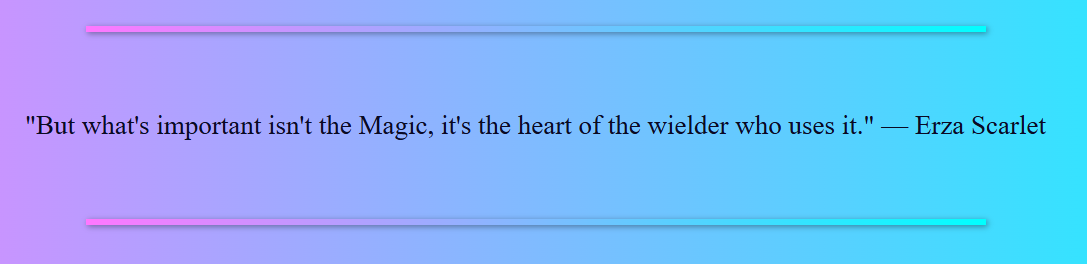 "But what's important isn't the Magic, it's the heart of the wielder who uses it." — Erza Scarlet